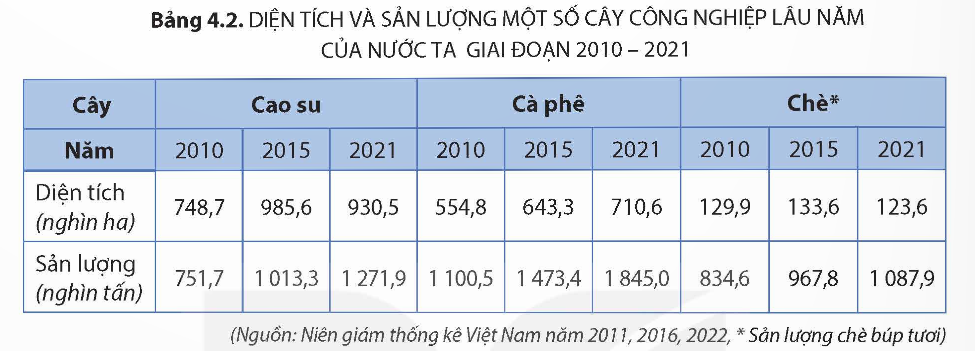 Bảng 4.2. DIỆN TÍCH VÀ SẢN LƯỢNG MỘT SỐ CÂY CÔNG NGHIỆP LÂU NĂM
CỦA NƯỚC TA GIAI ĐOẠN 2010 – 2021
Cây Cao su Cà phê Chè*
Năm 2010 2015 2021 2010 2015 2021 2010 2015 2021
Diện tích
(nghìn ha) 748,7 985,6 930,5 554,8 643,3 710,6 129,9 133,6 123,6
Sản lượng
(nghìn tấn) 751,7 1 013,3 1 271,9 1 100,5 1 473,4 1 845,0 834,6 967,8 1 087,9
(Nguồn: Niên giám thống kê Việt Nam năm 2011, 2016, 2022, * Sản lượng chè búp tươi)